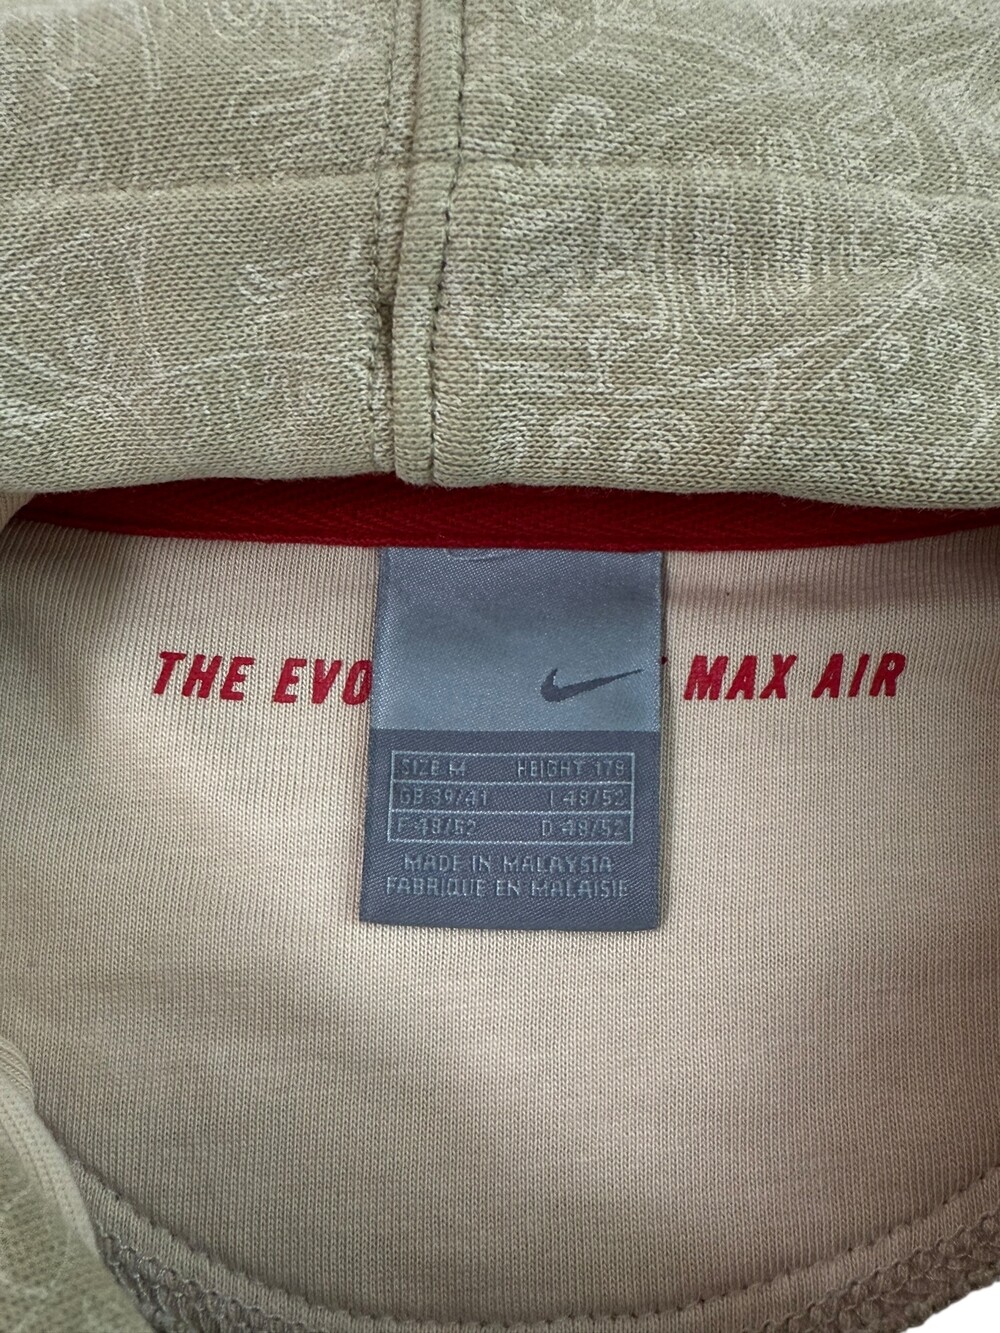 THE EVO MAX AIR
SIZE M HEIGHT 178
GB 39/41 I 48/52
F 48/52 D 48/52
MADE IN MALAYSIA
FABRIQUE EN MALAISIE